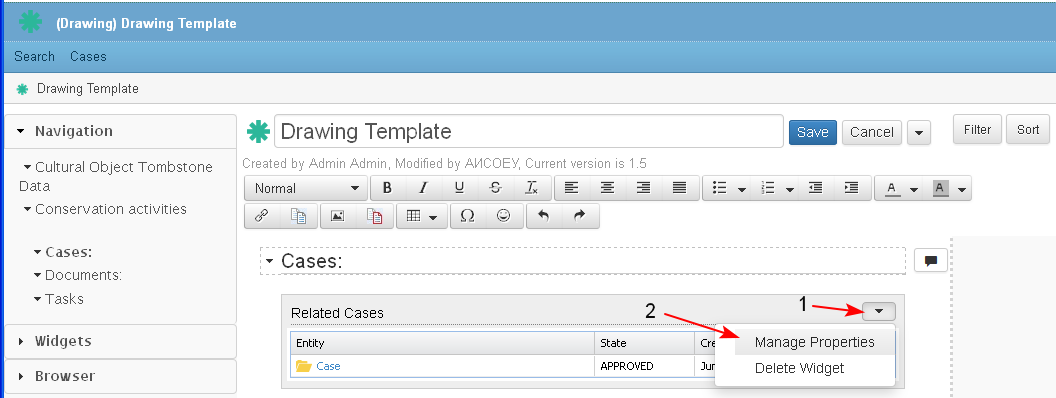 (Drawing) Drawing Template
Search Cases
Drawing Template
Navigation
Cultural Object Tombstone
Data
Conservation activities
Cases:
Documents:
Tasks
Widgets
Browser
Drawing Template
Save Cancel
Filter Sort
Created by Admin Admin, Modified by АИСОЕУ, Current version is 1.5
Normal B I U S Tx A A
Ω
Cases:
Related Cases
1
2
Manage Properties
Delete Widget
Entity State Cre
Case APPROVED Jun